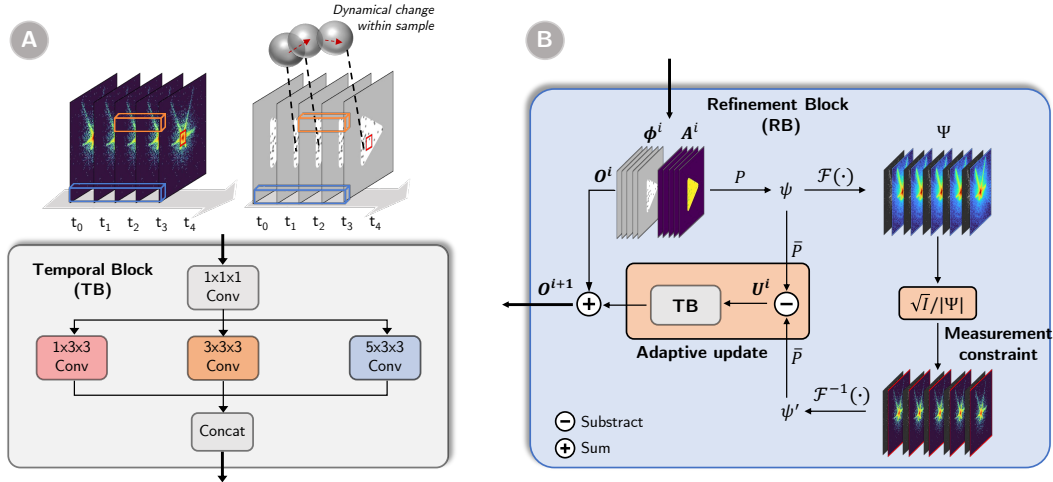 A
Dynamical change
within sample
t₀ t₁ t₂ t₃ t₄
t₀ t₁ t₂ t₃ t₄
Temporal Block
(TB)
1x1x1
Conv
1x3x3
Conv
3x3x3
Conv
5x3x3
Conv
Concat
B
Refinement Block
(RB)
ϕⁱ Aⁱ
Oⁱ
P
ψ
ℱ(·)
Ψ
P̄
Oⁱ⁺¹
TB
Uⁱ
Adaptive update
√I/|Ψ|
Measurement
constraint
P̄
ψ′
ℱ⁻¹(·)
Substract
Sum